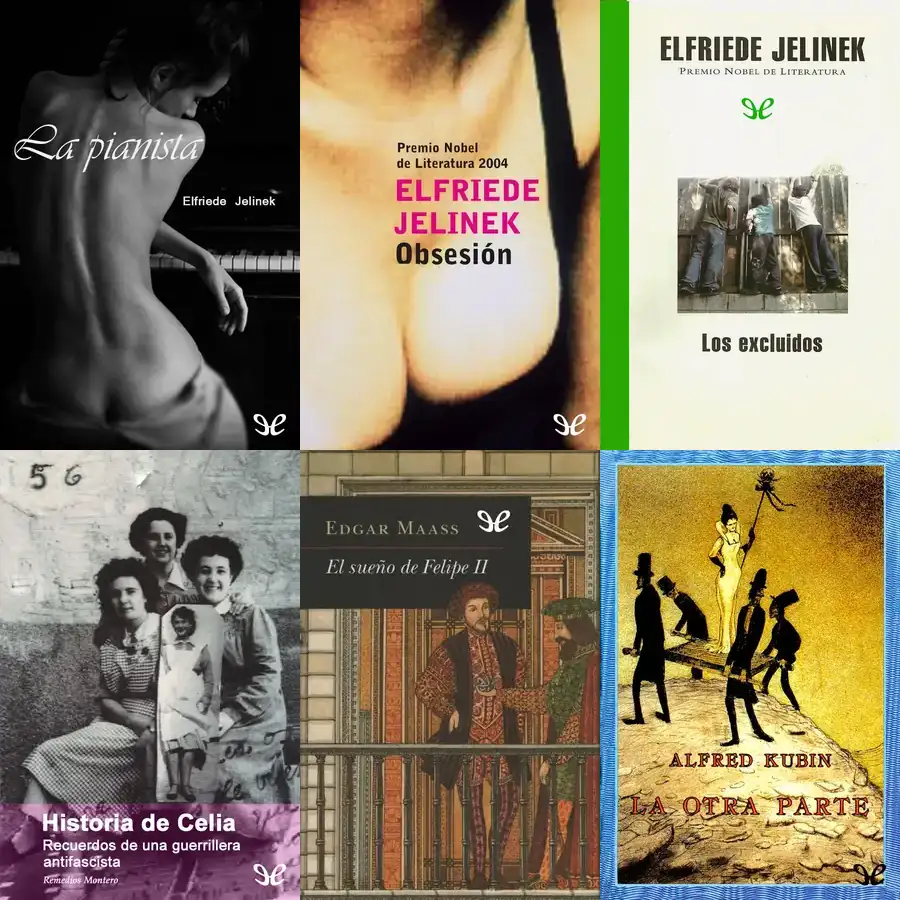 La pianista
Elfriede Jelinek
Premio Nobel
de Literatura 2004
ELFRIEDE
JELINEK
Obsesión
ELFRIEDE JELINEK
PREMIO NOBEL DE LITERATURA
Los excluidos
56
Historia de Celia
Recuerdos de una guerrillera
antifascista
Remedios Montero
EDGAR MAASS
El sueño de Felipe II
ALFRED KUBIN
LA OTRA PARTE